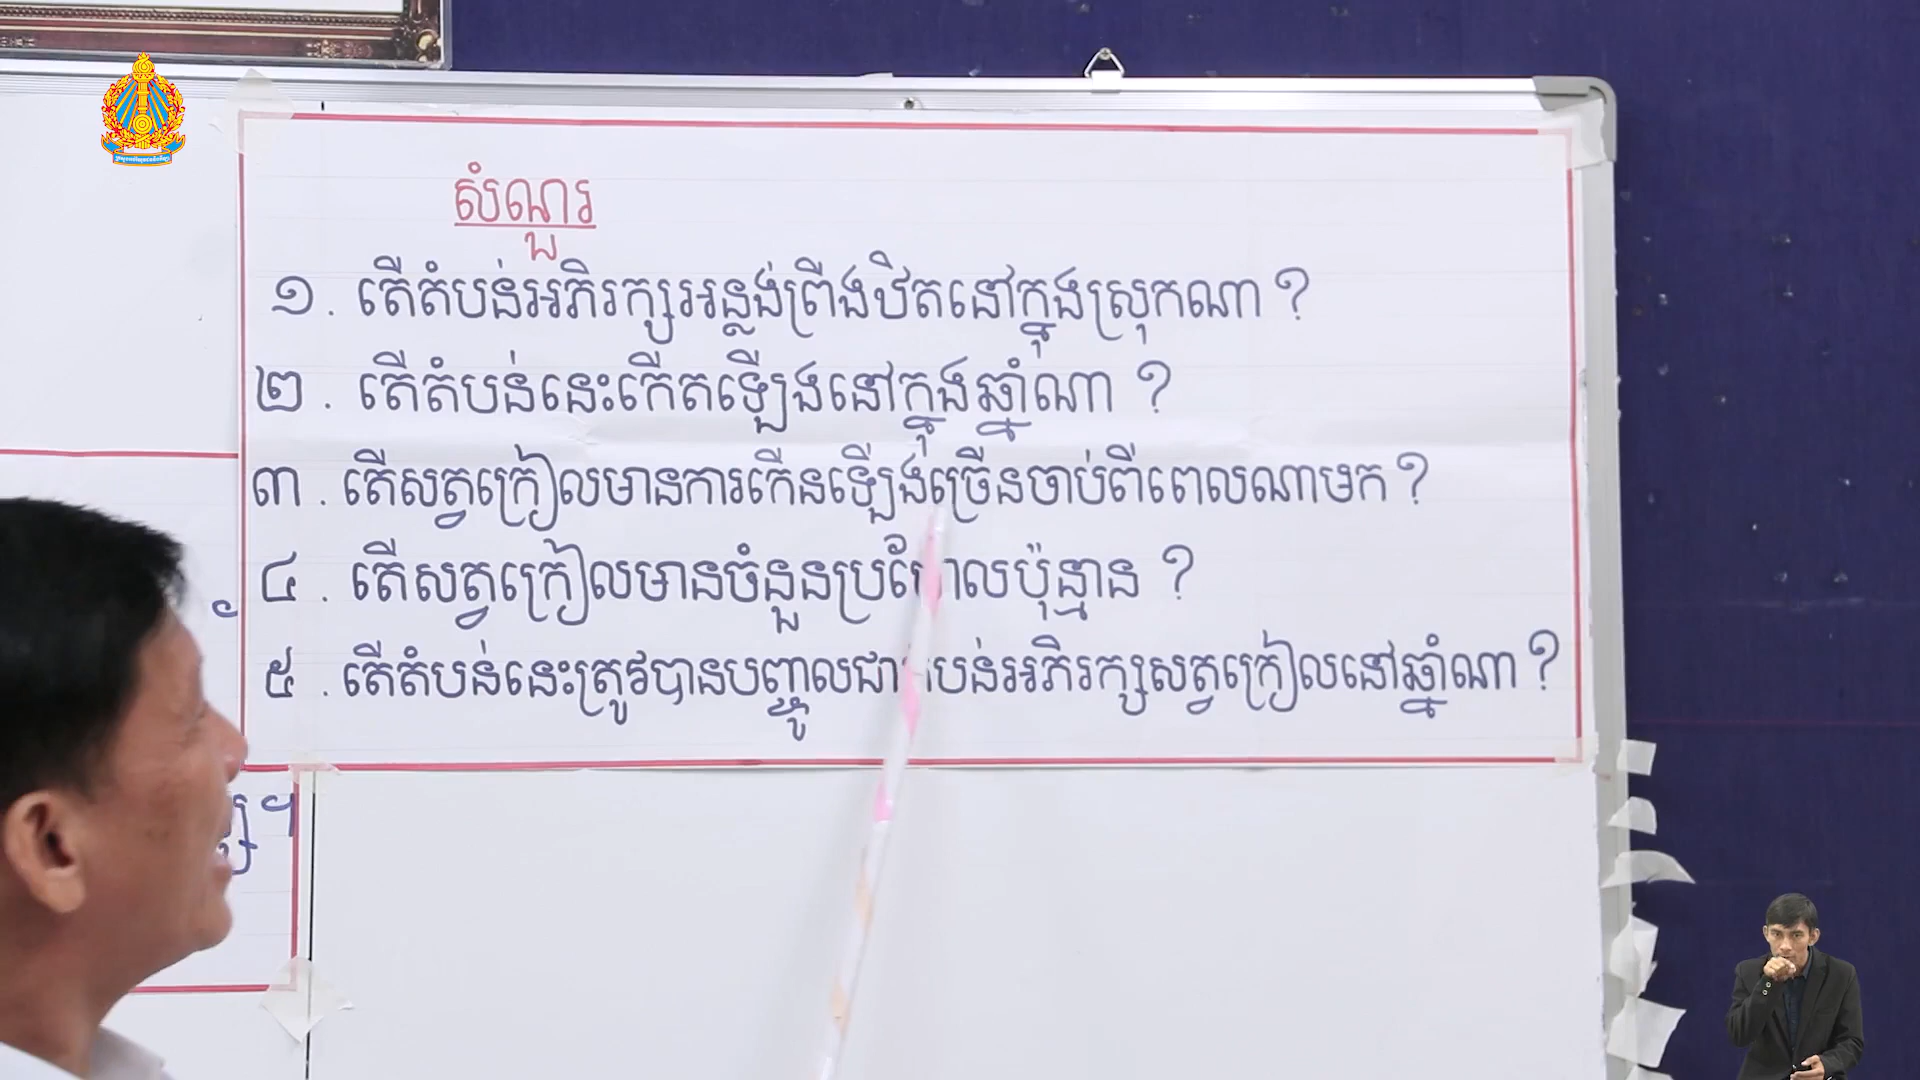 សំណួរ
១. តើតំបន់អភិរក្សអន្លង់ព្រីងឋិតនៅក្នុងស្រុកណា ?
២. តើតំបន់នេះកើតឡើងនៅក្នុងឆ្នាំណា ?
៣. តើសត្វក្រៀលមានការកើនឡើងច្រើនចាប់ពីពេលណាមក ?
៤. តើសត្វក្រៀលមានចំនួនប្រហែលប៉ុន្មាន ?
៥. តើតំបន់នេះត្រូវបានបញ្ចូលជា អភិរក្សសត្វក្រៀលនៅឆ្នាំណា ?